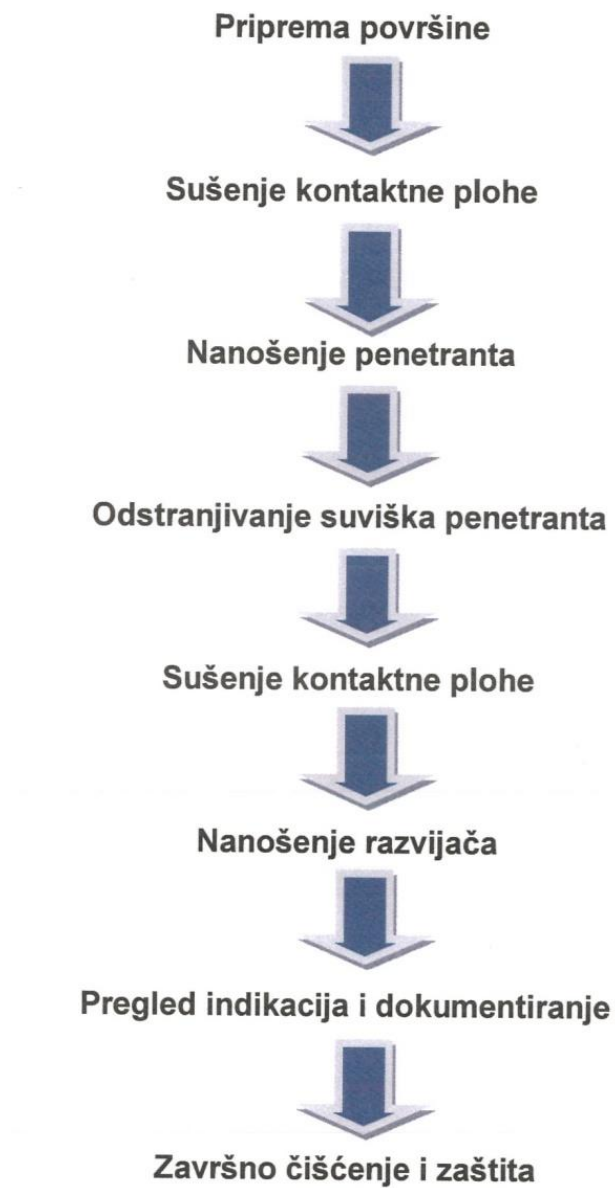 Priprema površine
Sušenje kontaktne plohe
Nanošenje penetranta
Odstranjivanje suviška penetranta
Sušenje kontaktne plohe
Nanošenje razvijača
Pregled indikacija i dokumentiranje
Završno čišćenje i zaštita